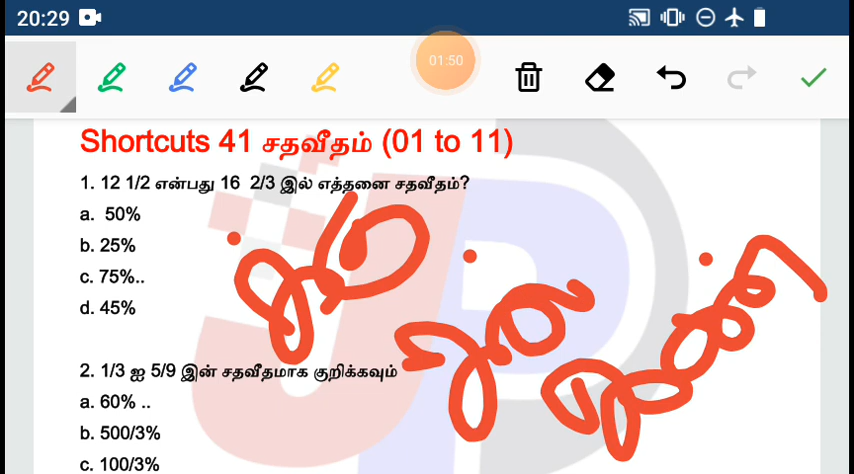 20:29
01:50
Shortcuts 41 சதவீதம் (01 to 11)
1. 12 1/2 என்பது 16 2/3 இல் எத்தனை சதவீதம்?
a. 50%
b. 25%
c. 75%..
d. 45%
2. 1/3 ஐ 5/9 இன் சதவீதமாக குறிக்கவும்
a. 60% ..
b. 500/3%
c. 100/3%